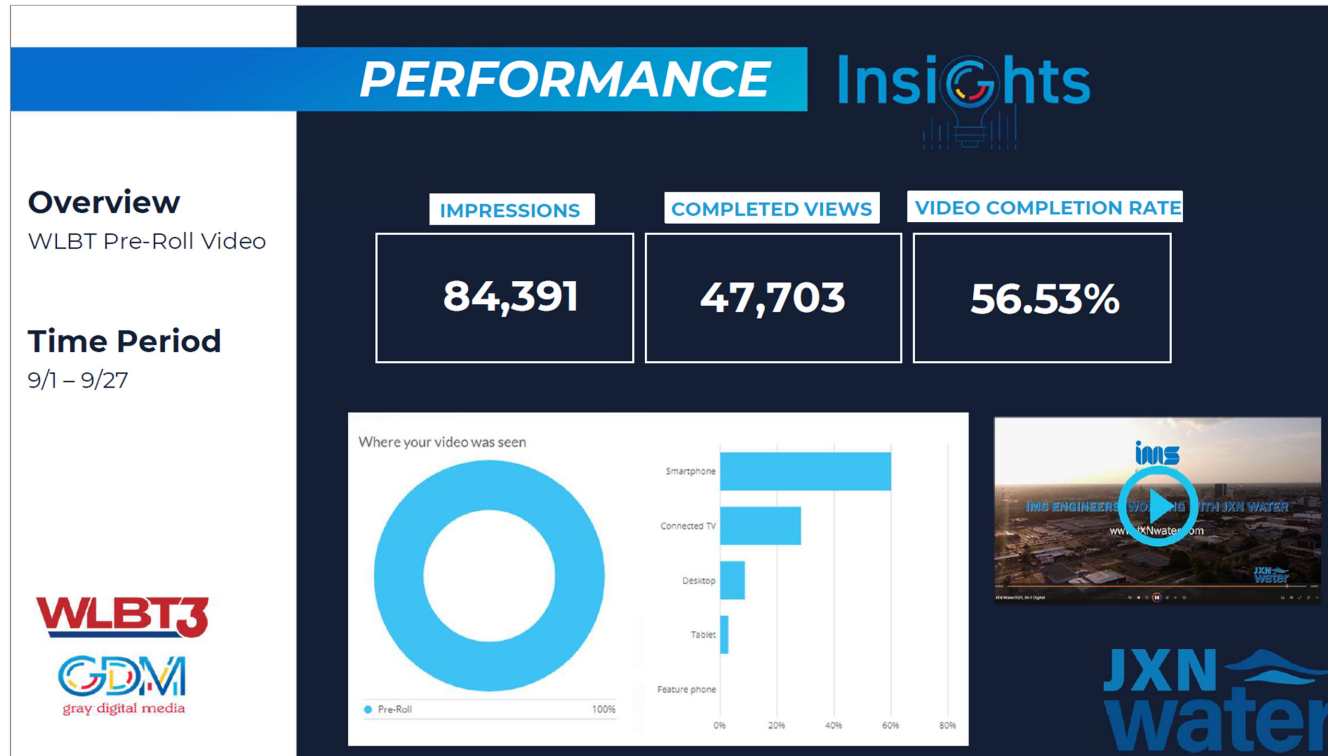 PERFORMANCE
Insights
Overview
WLBT Pre-Roll Video
Time Period
9/1 – 9/27
IMPRESSIONS
COMPLETED VIEWS
VIDEO COMPLETION RATE
84,391
47,703
56.53%
Where your video was seen
Pre-Roll
100%
Smartphone
Connected TV
Desktop
Tablet
Feature phone
0%
20%
40%
60%
80%
ims
IMS ENGINEERS WITH JXN WATER
www.JXNwater.com
JXN
water
WLBT3
GDM
gray digital media
JXN
water